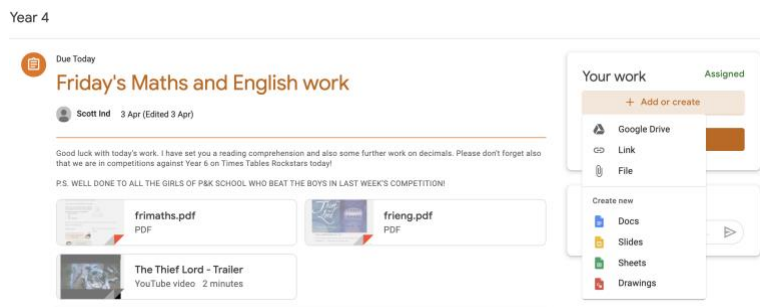 Year 4
Due Today
Friday's Maths and English work
Scott Ind 3 Apr (Edited 3 Apr)
Good luck with today's work. I have set you a reading comprehension and also some further work on decimals. Please don't forget also
that we are in competitions against Year 6 on Times Tables Rockstars today!
P.S. WELL DONE TO ALL THE GIRLS OF P&K SCHOOL WHO BEAT THE BOYS IN LAST WEEK'S COMPETITION!
frimaths.pdf
PDF
frieng.pdf
PDF
The Thief Lord - Trailer
YouTube video 2 minutes
Your work Assigned
+ Add or create
Google Drive
Link
File
Create new
Docs
Slides
Sheets
Drawings